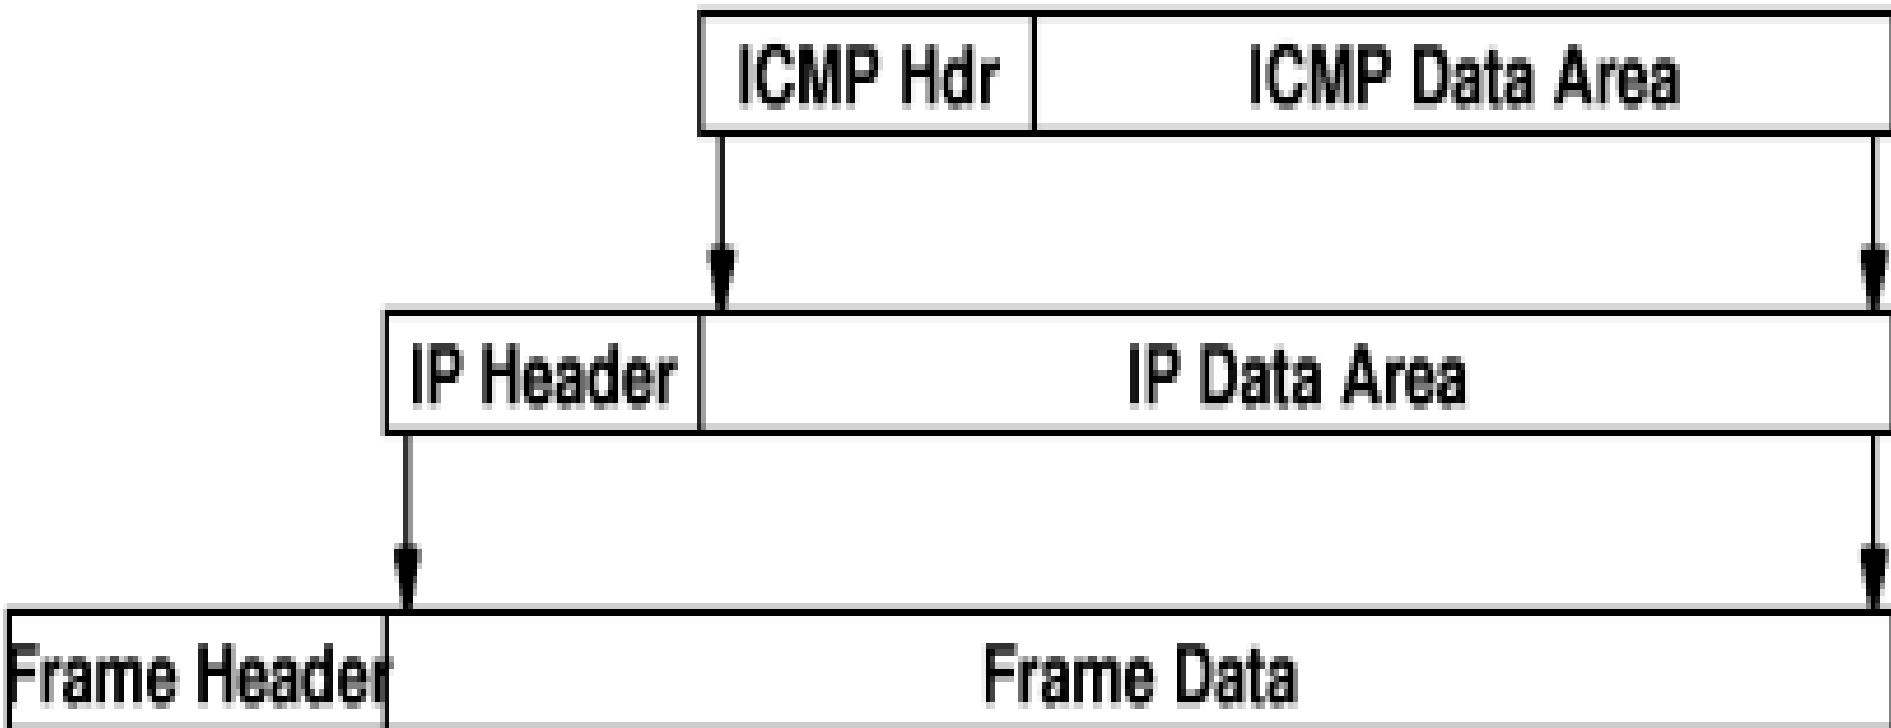 ICMP Hdr ICMP Data Area
IP Header IP Data Area
Frame Header Frame Data